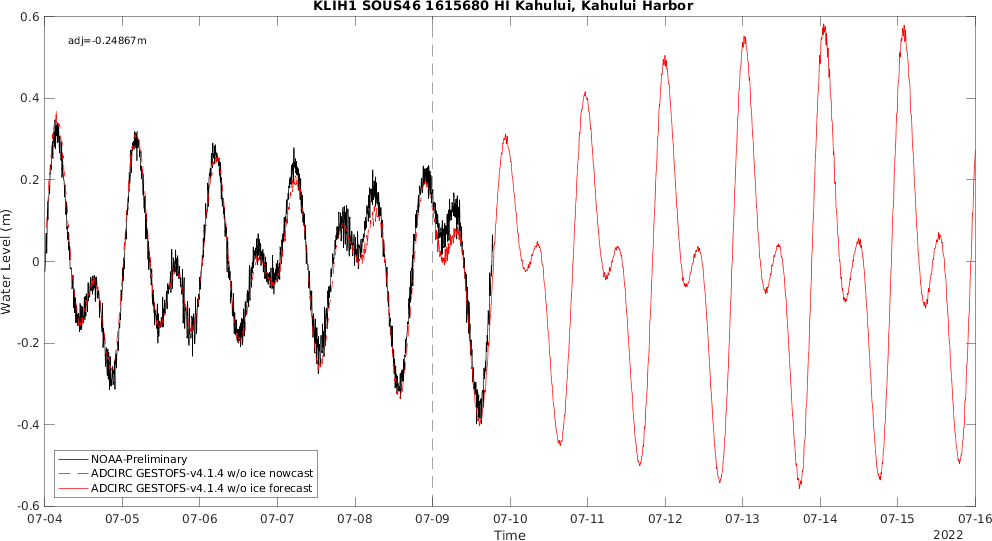 KLIH1 SOUS46 1615680 HI Kahului, Kahului Harbor
adj=-0.24867m
0.6
0.4
0.2
0
-0.2
-0.4
-0.6
Water Level (m)
NOAA-Preliminary
ADCIRC GESTOFS-v4.1.4 w/o ice nowcast
ADCIRC GESTOFS-v4.1.4 w/o ice forecast
07-04 07-05 07-06 07-07 07-08 07-09 07-10 07-11 07-12 07-13 07-14 07-15 07-16
Time
2022